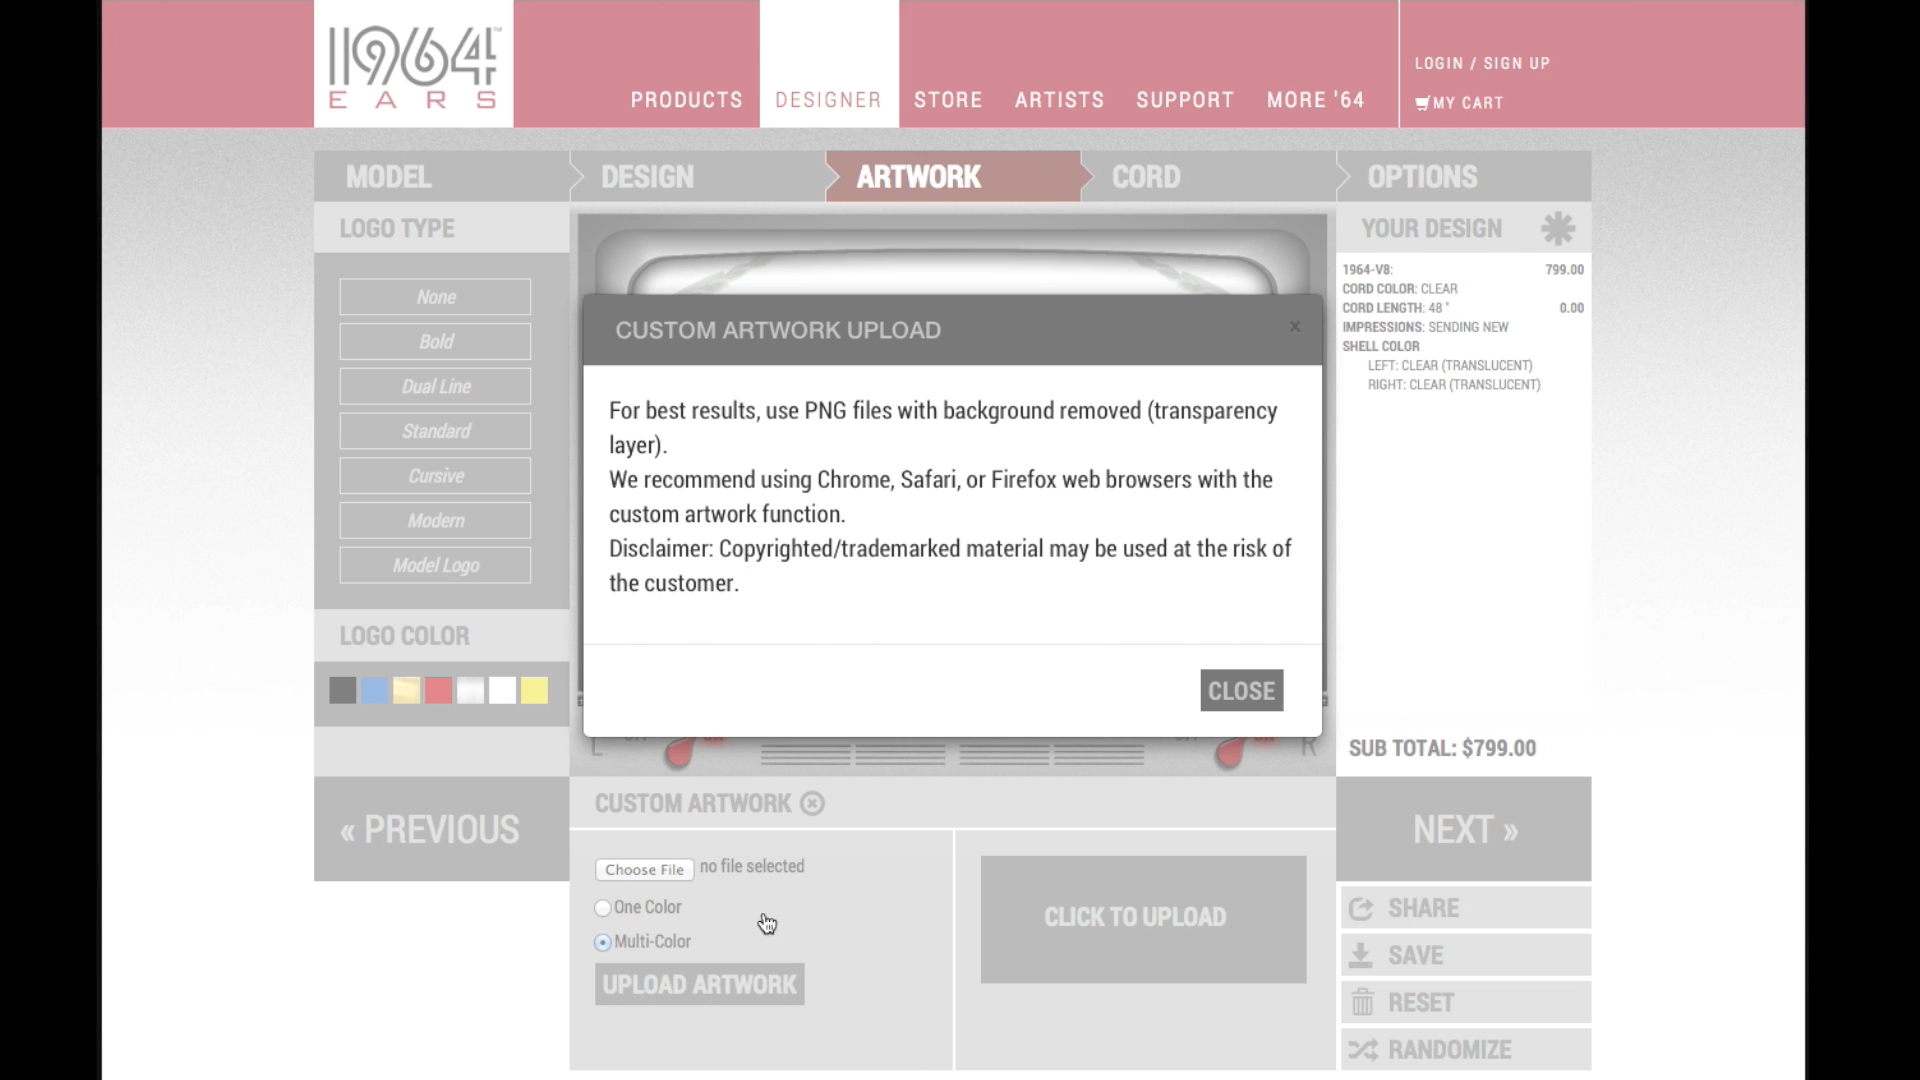 1964™
EARS
PRODUCTS
DESIGNER
STORE
ARTISTS
SUPPORT
MORE '64
LOGIN / SIGN UP
MY CART
MODEL
DESIGN
ARTWORK
CORD
OPTIONS
LOGO TYPE
None
Bold
Dual Line
Standard
Cursive
Modern
Model Logo
LOGO COLOR
« PREVIOUS
CUSTOM ARTWORK UPLOAD
×
For best results, use PNG files with background removed (transparency
layer).
We recommend using Chrome, Safari, or Firefox web browsers with the
custom artwork function.
Disclaimer: Copyrighted/trademarked material may be used at the risk of
the customer.
CLOSE
L
R
CUSTOM ARTWORK
Choose File no file selected
One Color
Multi-Color
UPLOAD ARTWORK
CLICK TO UPLOAD
YOUR DESIGN
1964-V8: 799.00
CORD COLOR: CLEAR
CORD LENGTH: 48 " 0.00
IMPRESSIONS: SENDING NEW
SHELL COLOR
LEFT: CLEAR (TRANSLUCENT)
RIGHT: CLEAR (TRANSLUCENT)
SUB TOTAL: $799.00
NEXT »
SHARE
SAVE
RESET
RANDOMIZE